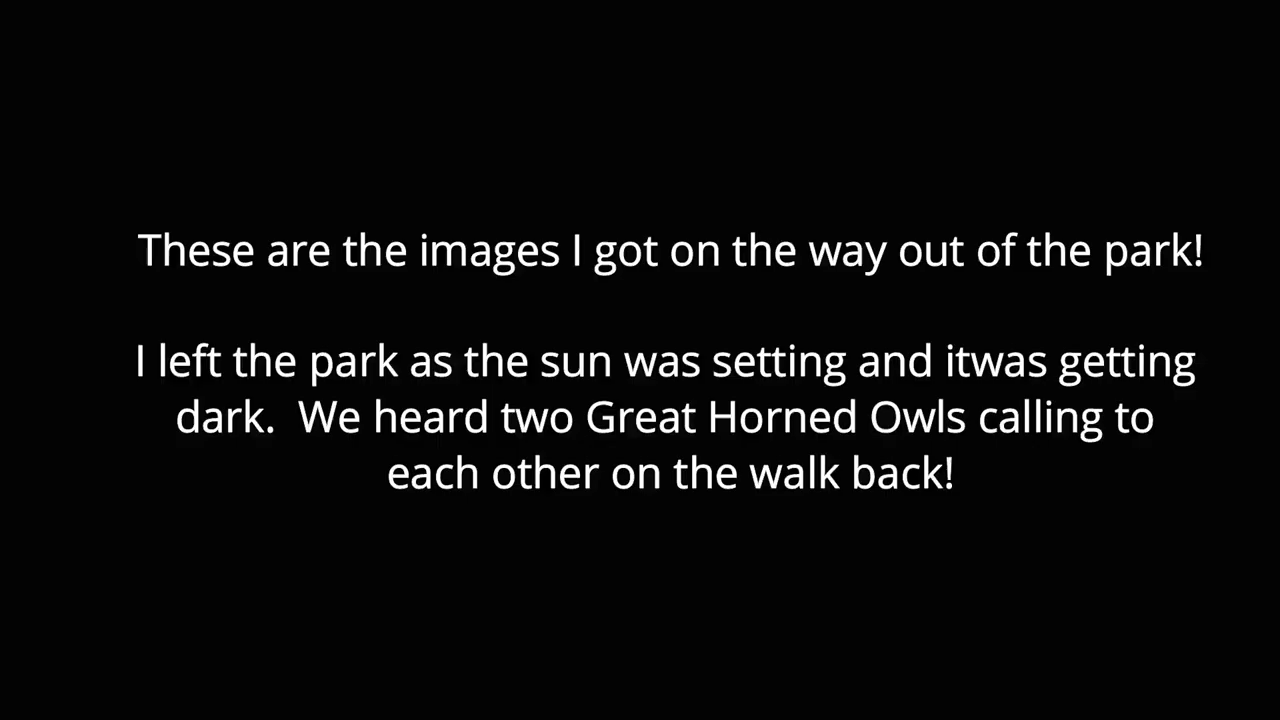 These are the images I got on the way out of the park!
I left the park as the sun was setting and itwas getting
dark.  We heard two Great Horned Owls calling to
each other on the walk back!